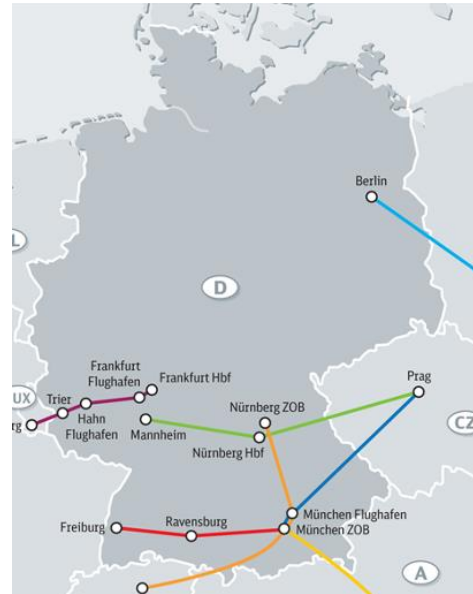 Berlin
L
D
Frankfurt
Flughafen
Frankfurt Hbf
Prag
UX
Trier
Nürnberg ZOB
rg
Hahn
Flughafen
Mannheim
CZ
Nürnberg Hbf
München Flughafen
Freiburg
Ravensburg
München ZOB
A